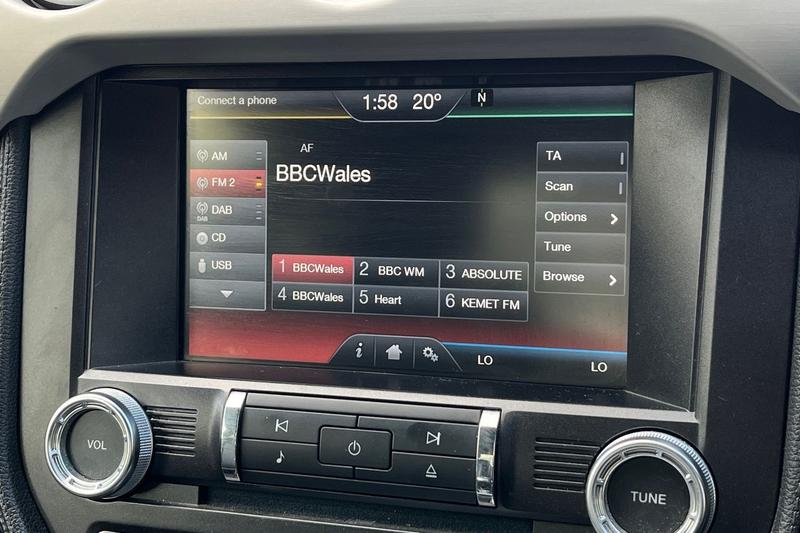 Connect a phone
1:58 20° N
AM
FM 2
DAB
DAB
CD
USB
AF
BBCWales
TA
Scan
Options
Tune
Browse
1 BBCWales 2 BBC WM 3 ABSOLUTE
4 BBCWales 5 Heart 6 KEMET FM
i
LO LO
VOL
TUNE